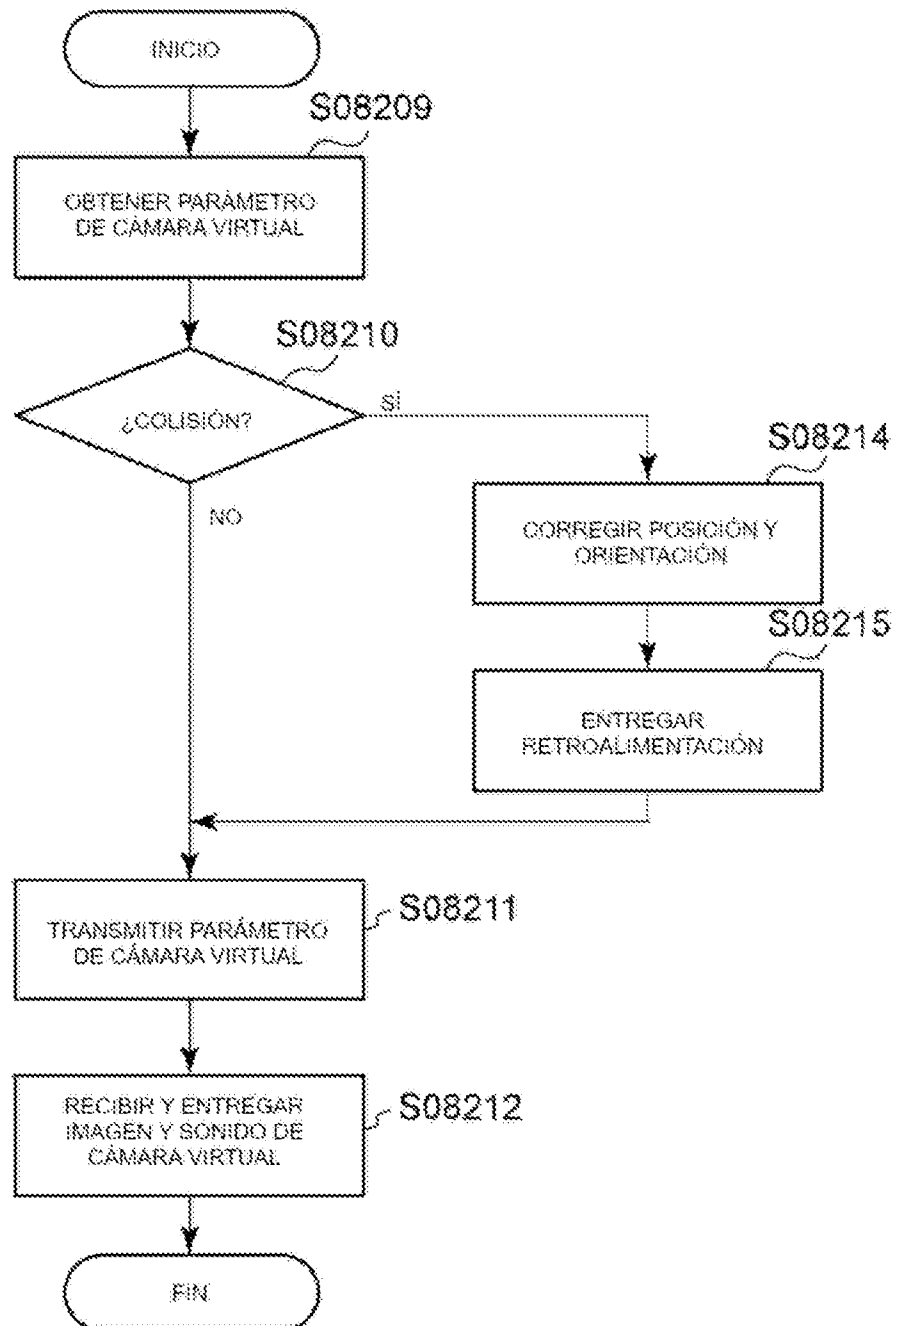 INICIO
S08209
OBTENER PARÁMETRO
DE CÁMARA VIRTUAL
S08210
¿COLISIÓN?
SÍ
NO
S08214
CORREGIR POSICIÓN Y
ORIENTACIÓN
S08215
ENTREGAR
RETROALIMENTACIÓN
TRANSMITIR PARÁMETRO
DE CÁMARA VIRTUAL
S08211
RECIBIR Y ENTREGAR
IMAGEN Y SONIDO DE
CÁMARA VIRTUAL
S08212
FIN